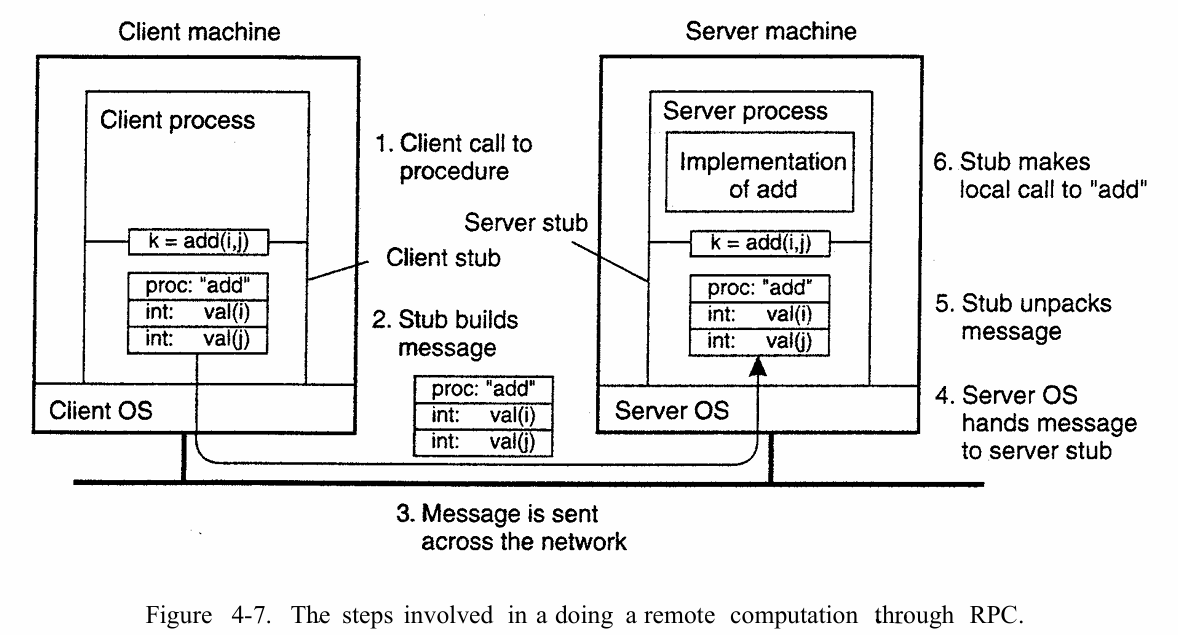 Client machine
Server machine
Client process
1. Client call to
procedure
k = add(i,j)
Client stub
proc: "add"
int: val(i)
int: val(j)
2. Stub builds
message
proc: "add"
int: val(i)
int: val(j)
Client OS
3. Message is sent
across the network
Server process
Implementation
of add
Server stub
k = add(i,j)
proc: "add"
int: val(i)
int: val(j)
Server OS
6. Stub makes
local call to "add"
5. Stub unpacks
message
4. Server OS
hands message
to server stub
Figure 4-7. The steps involved in a doing a remote computation through RPC.